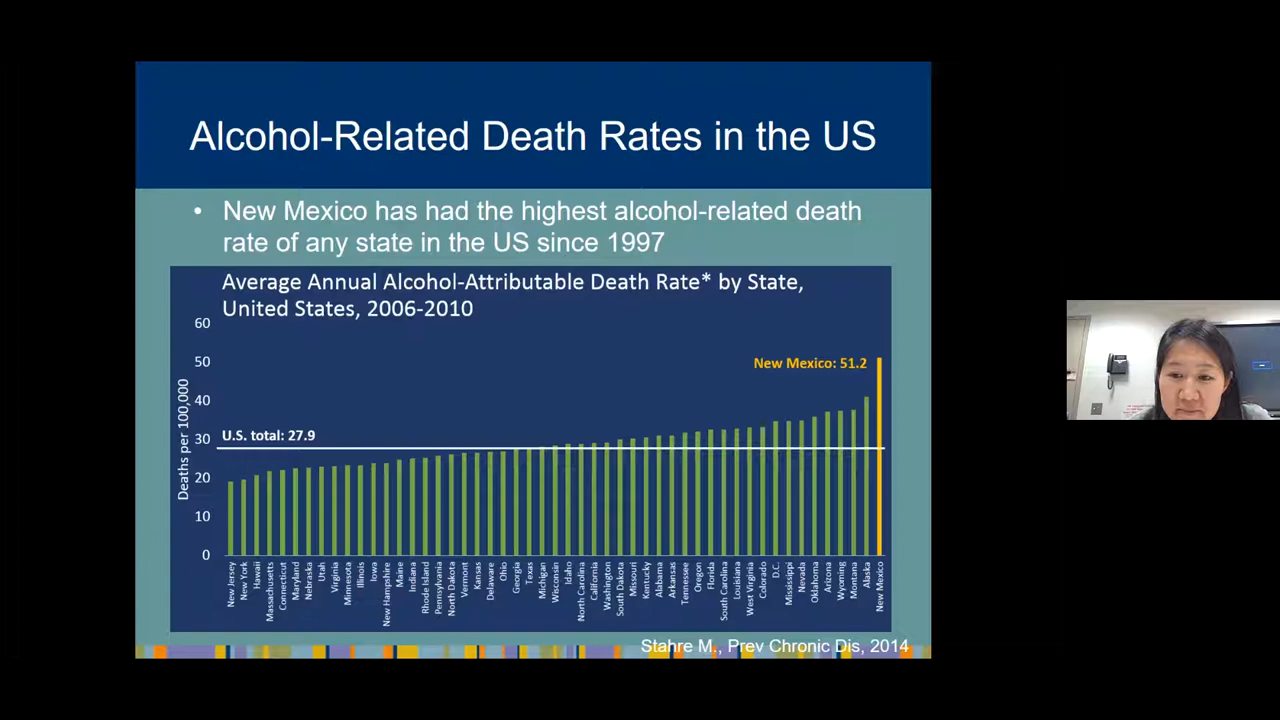 Alcohol-Related Death Rates in the US
• New Mexico has had the highest alcohol-related death
rate of any state in the US since 1997
Average Annual Alcohol-Attributable Death Rate* by State,
United States, 2006-2010
60
50
40
30
20
10
0
Deaths per 100,000
New Mexico: 51.2
U.S. total: 27.9
New Jersey
New York
Hawaii
Massachusetts
Connecticut
Maryland
Nebraska
Utah
Virginia
Minnesota
Illinois
Iowa
New Hampshire
Maine
Indiana
Rhode Island
Pennsylvania
North Dakota
Vermont
Kansas
Delaware
Ohio
Georgia
Texas
Michigan
Wisconsin
Idaho
North Carolina
California
Washington
South Dakota
Missouri
Kentucky
Alabama
Arkansas
Tennessee
Oregon
Florida
South Carolina
Louisiana
West Virginia
Colorado
D.C.
Mississippi
Nevada
Oklahoma
Arizona
Wyoming
Montana
Alaska
New Mexico
Stahre M., Prev Chronic Dis, 2014